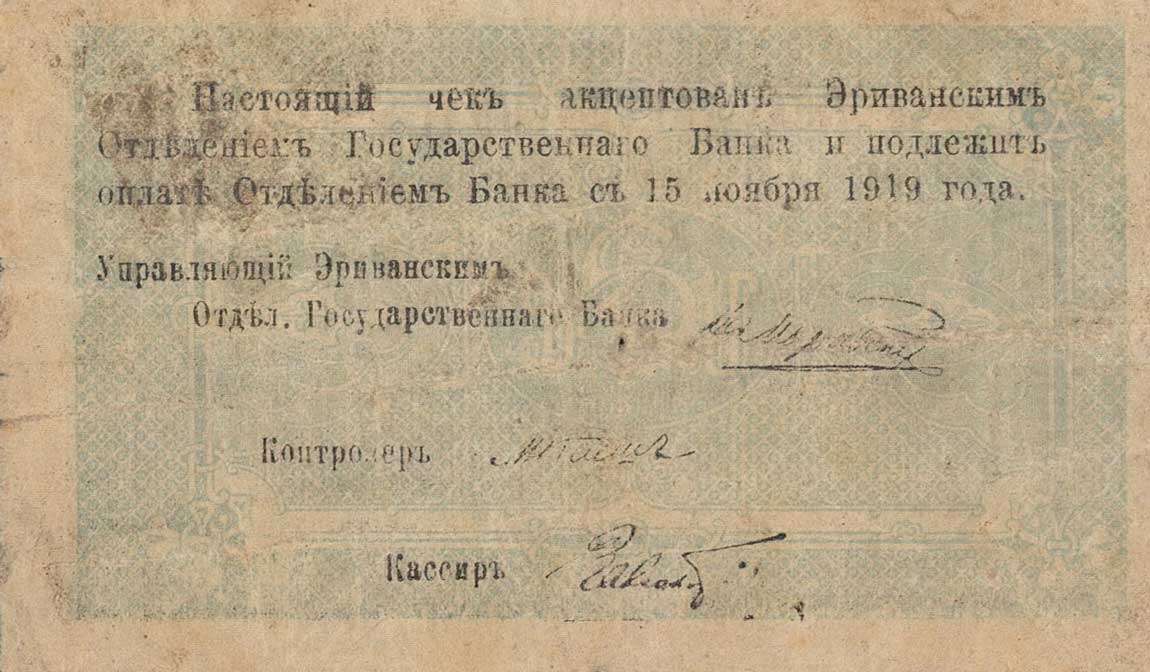 Настоящій чекъ акцептованъ Эриванскимъ
Отдѣленіемъ Государственнаго Банка и подлежитъ
оплатѣ Отдѣленіемъ Банка съ 15 ноября 1919 года.
Управляющій Эриванскимъ
Отдѣл. Государственнаго Банка
Контролеръ
Кассиръ